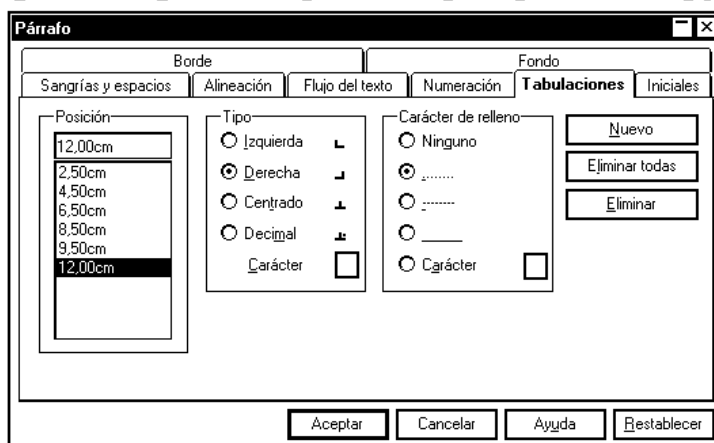 Párrafo
Borde
Fondo
Sangrías y espacios
Alineación
Flujo del texto
Numeración
Tabulaciones
Iniciales
Posición
12,00cm
2,50cm
4,50cm
6,50cm
8,50cm
9,50cm
12,00cm
Tipo
Izquierda
Derecha
Centrado
Decimal
Carácter
Carácter de relleno
Ninguno
........
--------
_____
Carácter
Nuevo
Eliminar todas
Eliminar
Aceptar
Cancelar
Ayuda
Restablecer